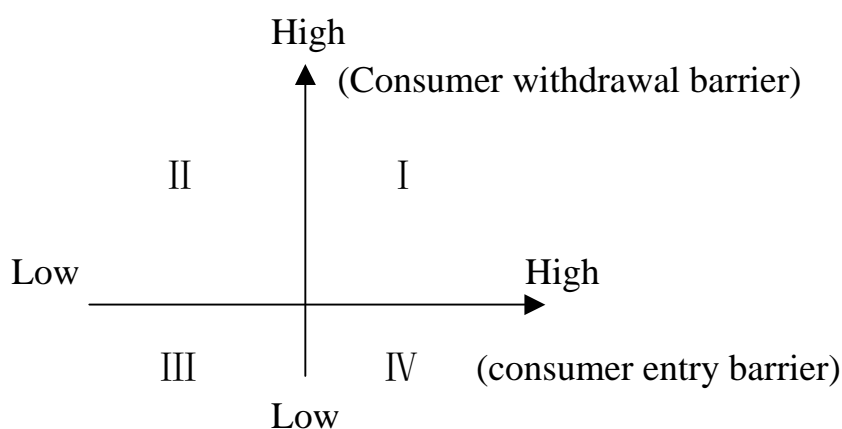 High
(Consumer withdrawal barrier)
Ⅱ Ⅰ
Low High
Ⅲ Ⅳ (consumer entry barrier)
Low